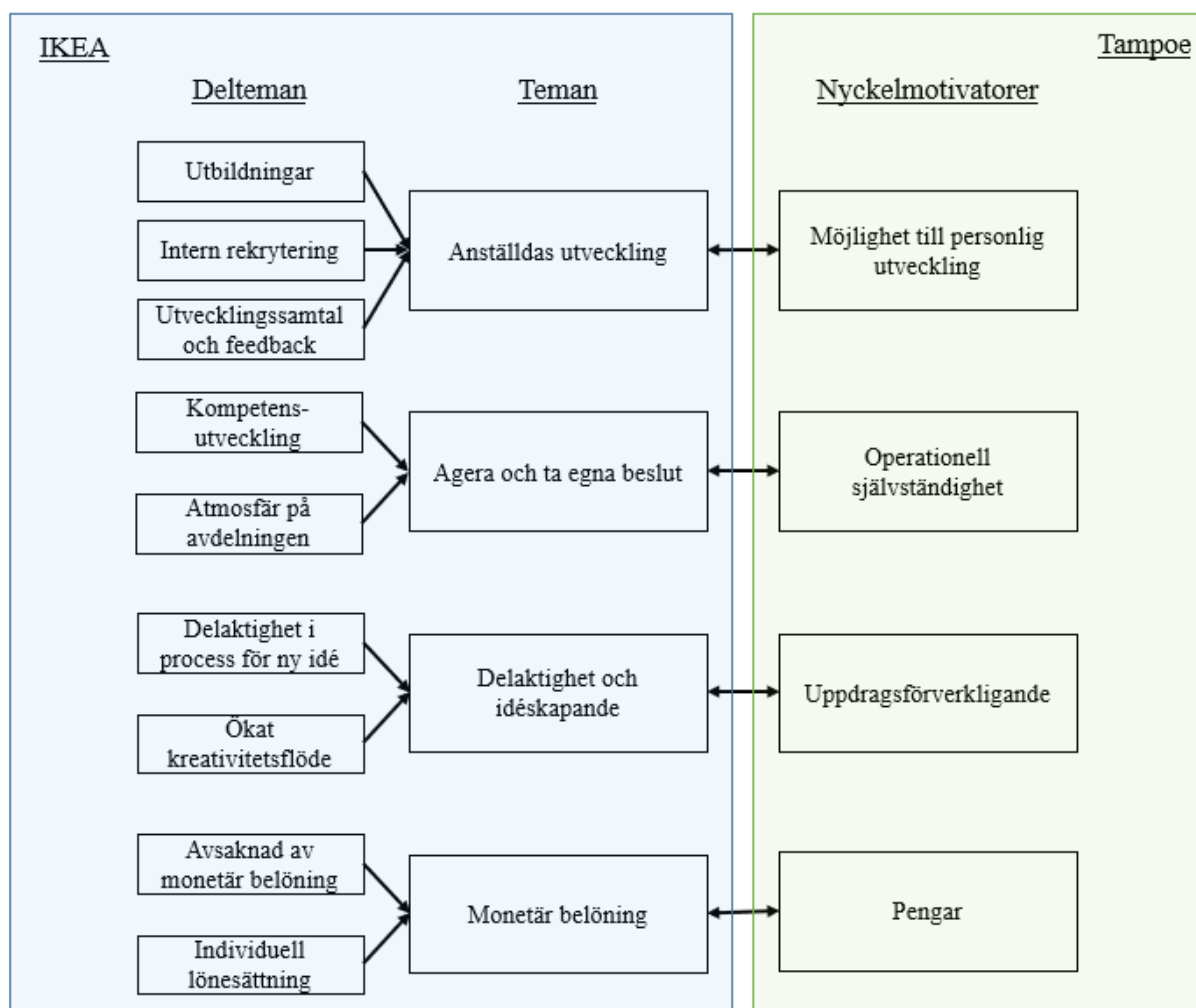 IKEA
Tampoe
Delteman
Teman
Nyckelmotivatorer
Utbildningar
Intern rekrytering
Utvecklingssamtal
och feedback
Anställdas utveckling
Möjlighet till personlig
utveckling
Kompetens-
utveckling
Atmosfär på
avdelningen
Agera och ta egna beslut
Operationell
självständighet
Delaktighet i
process för ny idé
Ökat
kreativitetsflöde
Delaktighet och
idéskapande
Uppdragsförverkligande
Avsaknad av
monetär belöning
Individuell
lönesättning
Monetär belöning
Pengar